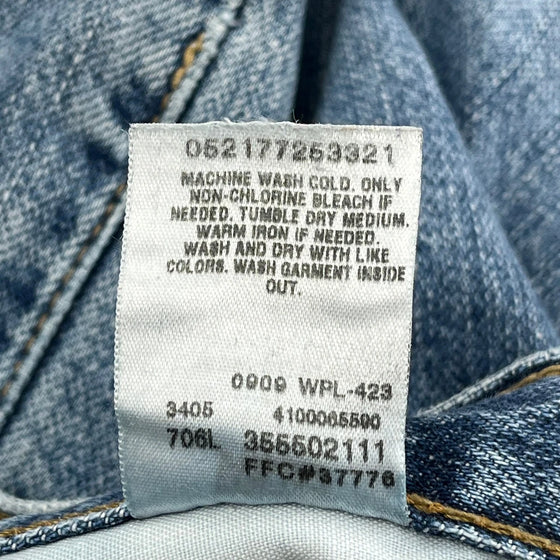 052177253321
MACHINE WASH COLD. ONLY
NON-CHLORINE BLEACH IF
NEEDED. TUMBLE DRY MEDIUM.
WARM IRON IF NEEDED.
WASH AND DRY WITH LIKE
COLORS. WASH GARMENT INSIDE
OUT.
0909 WPL-423
3405 4100065590
706L 355502111
FFC#37776